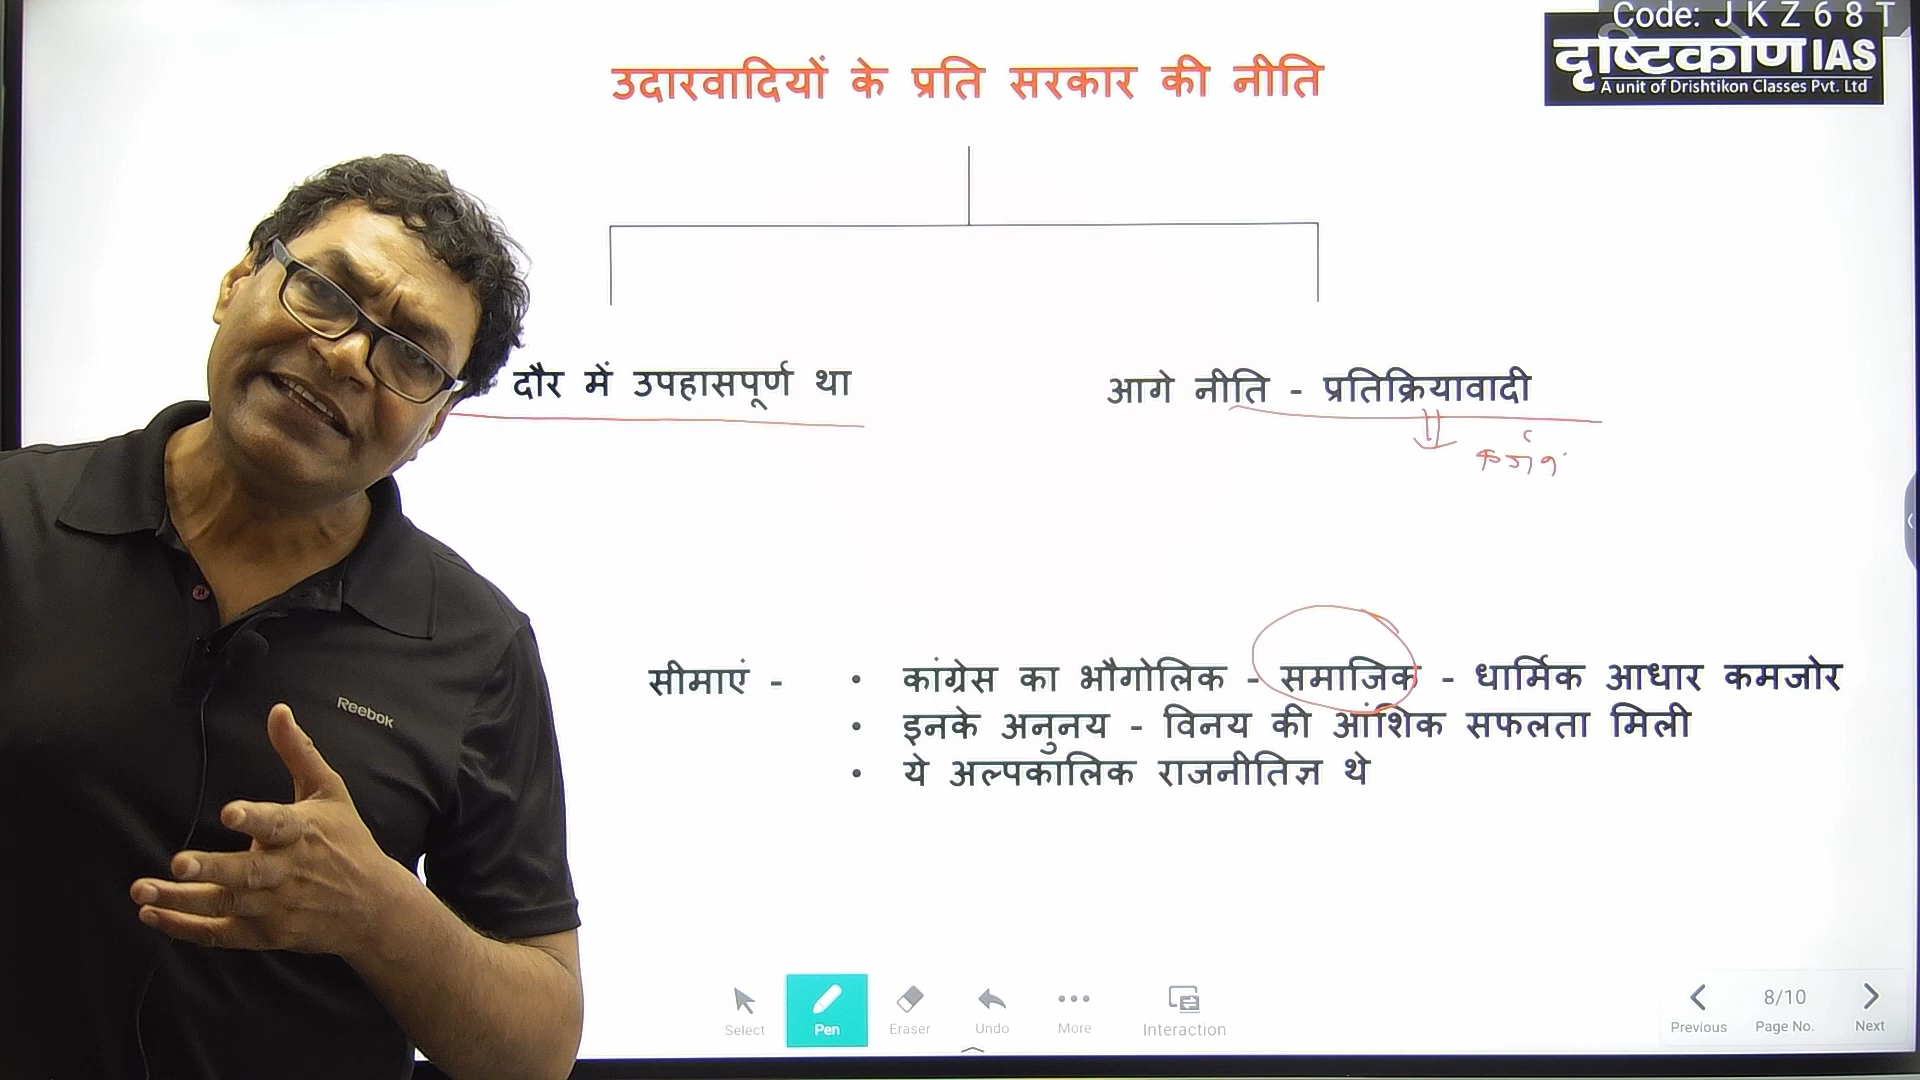 Code: J K Z 6 8 T
दृष्टिकोण IAS
A unit of Drishtikon Classes Pvt. Ltd
उदारवादियों के प्रति सरकार की नीति
दौर में उपहासपूर्ण था
आगे नीति - प्रतिक्रियावादी
सीमाएं - • कांग्रेस का भौगोलिक - समाजिक - धार्मिक आधार कमजोर
• इनके अनुनय - विनय की आंशिक सफलता मिली
• ये अल्पकालिक राजनीतिज्ञ थे
Reebok
Select Pen Eraser Undo More Interaction
Previous 8/10 Page No. Next